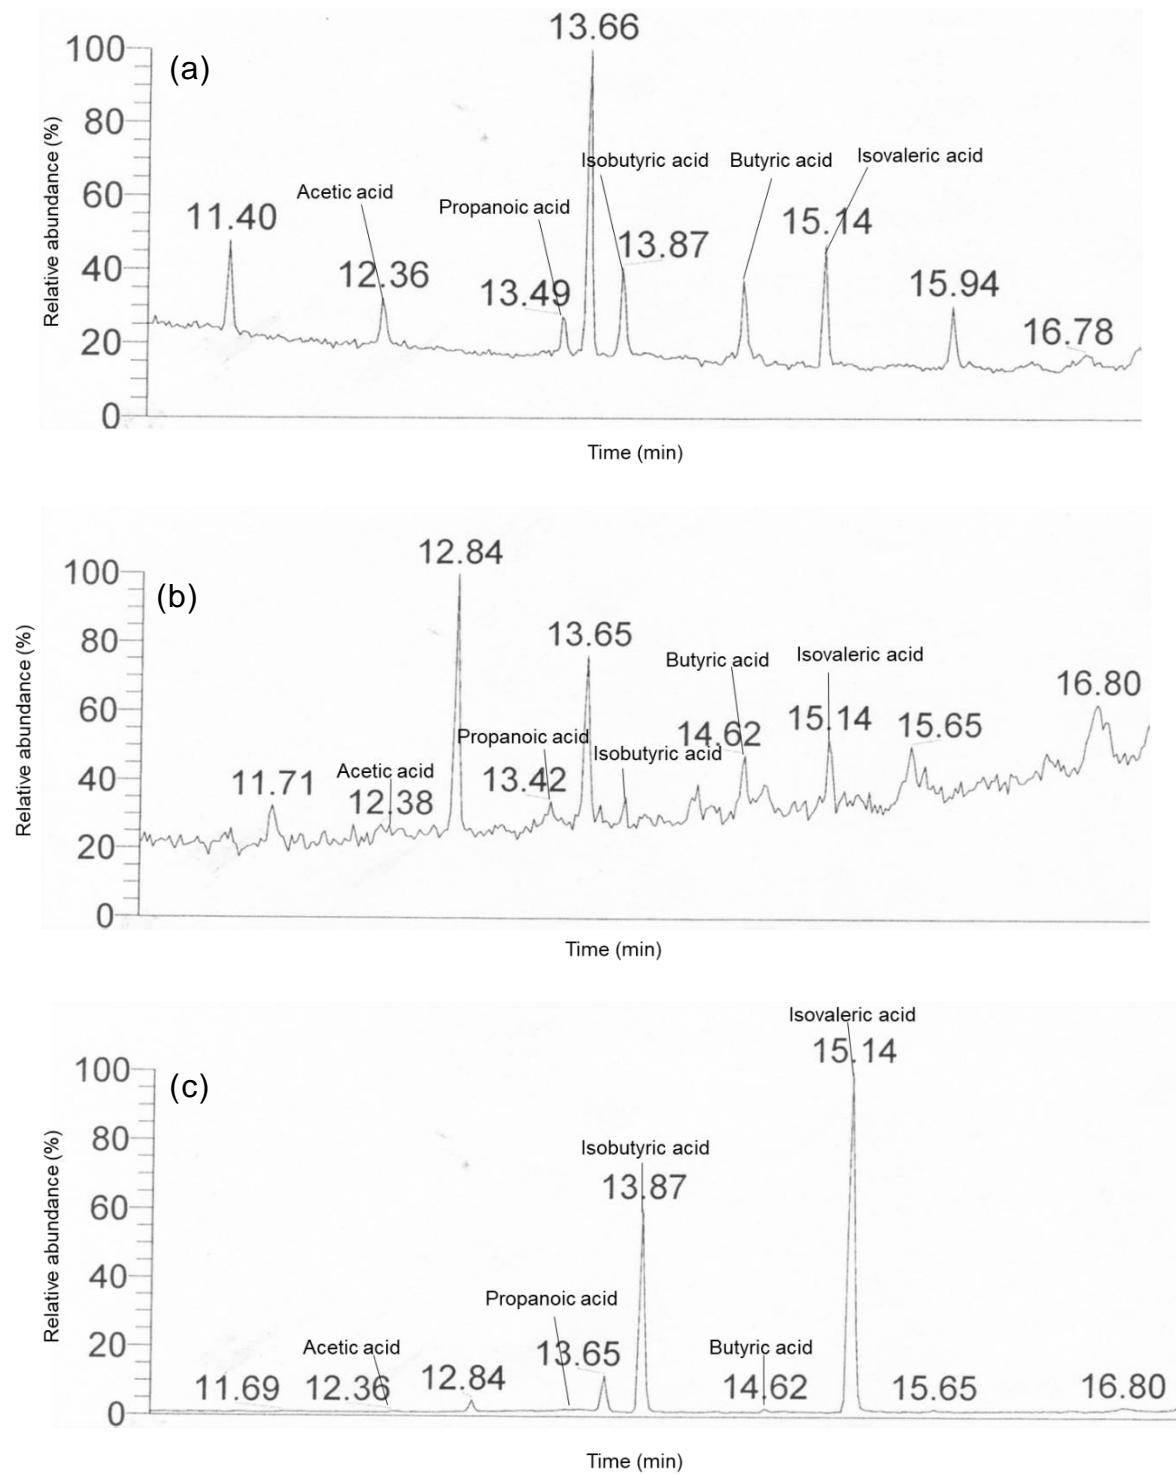 13.66
100
(a)
80
Relative abundance (%)
Isobutyric acid
Butyric acid
Isovaleric acid
60
Acetic acid
Propanoic acid
11.40
15.14
13.87
40
12.36
13.49
15.94
16.78
20
0
Time (min)
12.84
100
(b)
80
Relative abundance (%)
13.65
Butyric acid
Isovaleric acid
16.80
60
Propanoic acid
14.62
15.14
15.65
Isobutyric acid
40
11.71
Acetic acid
12.38
13.42
20
0
Time (min)
Isovaleric acid
15.14
100
(c)
80
Relative abundance (%)
Isobutyric acid
13.87
60
40
Propanoic acid
20
Acetic acid
13.65
Butyric acid
11.69
12.36
12.84
14.62
15.65
16.80
0
Time (min)